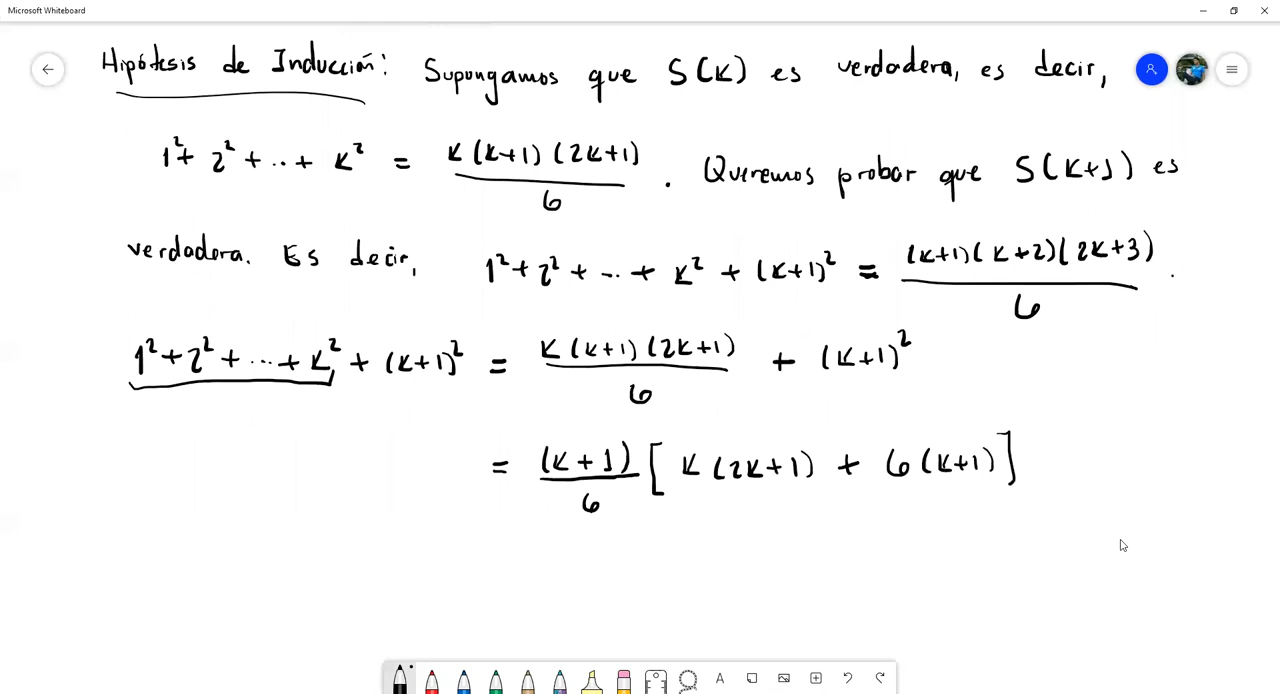 Microsoft Whiteboard
Hipótesis de Inducción: Supongamos que S(k) es verdadera, es decir,
1² + 2² + ... + k² = k(k+1)(2k+1)/6 . Queremos probar que S(k+1) es
verdadera. Es decir, 1² + 2² + ... + k² + (k+1)² = (k+1)(k+2)(2k+3)/6 .
1² + 2² + ... + k² + (k+1)² = k(k+1)(2k+1)/6 + (k+1)²
= (k+1)/6 [k(2k+1) + 6(k+1)]